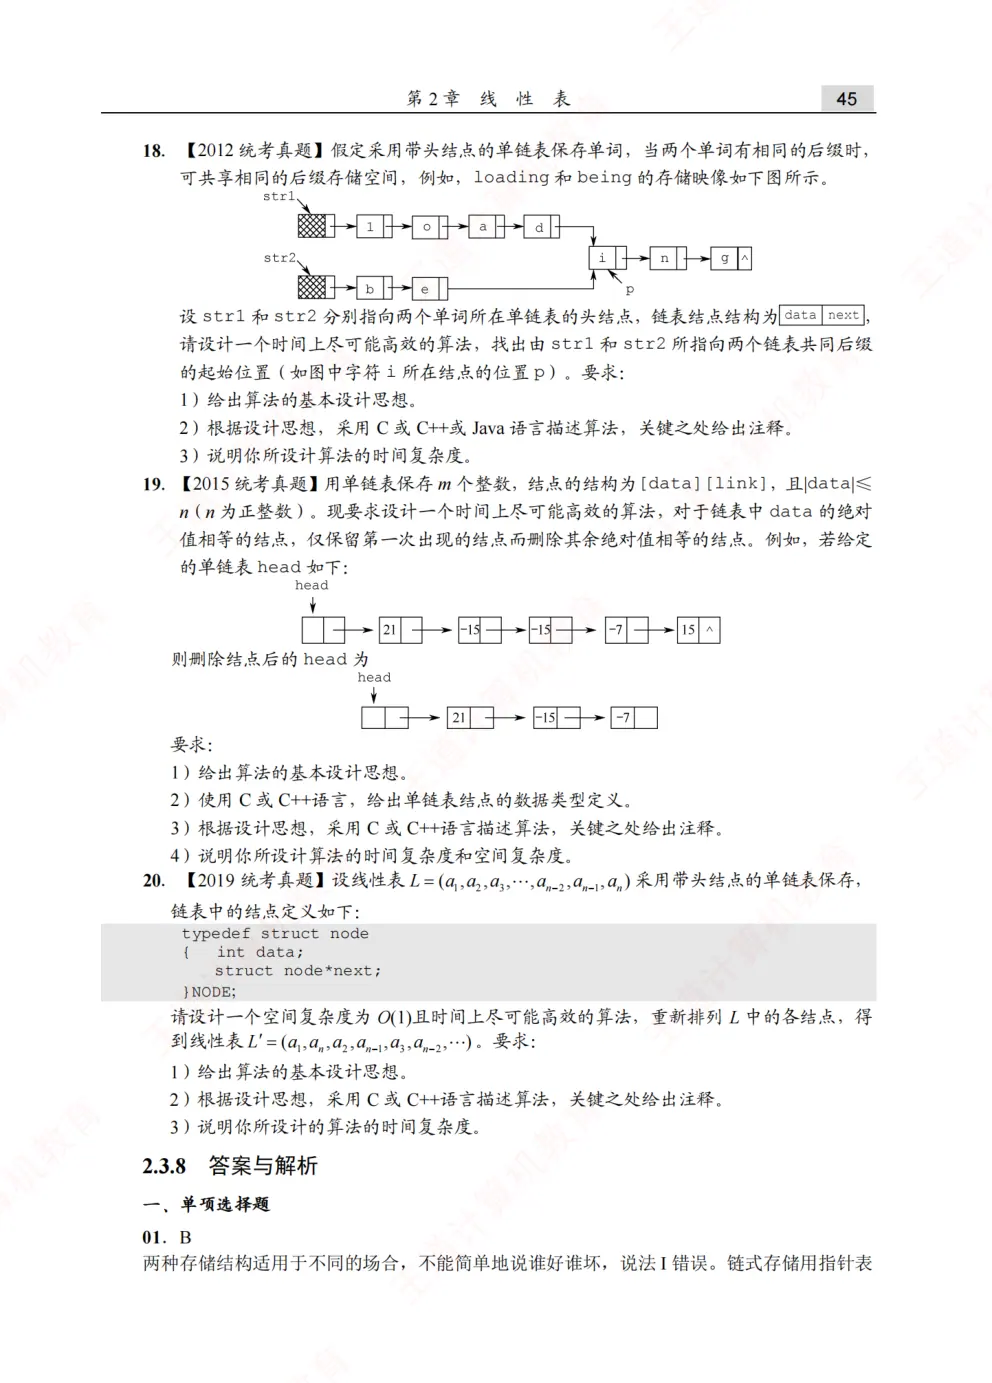 第 2 章 线 性 表
45
18. 【2012 统考真题】假定采用带头结点的单链表保存单词，当两个单词有相同的后缀时，
可共享相同的后缀存储空间，例如，loading 和 being 的存储映像如下图所示。
str1
l o a d
str2
i n g ∧
b e
p
设 str1 和 str2 分别指向两个单词所在单链表的头结点，链表结点结构为 data next ，
请设计一个时间上尽可能高效的算法，找出由 str1 和 str2 所指向两个链表共同后缀
的起始位置（如图中字符 i 所在结点的位置 p）。要求：
1）给出算法的基本设计思想。
2）根据设计思想，采用 C 或 C++或 Java 语言描述算法，关键之处给出注释。
3）说明你所设计算法的时间复杂度。
19. 【2015 统考真题】用单链表保存 m 个整数，结点的结构为[data][link]，且|data|≤
n（n 为正整数）。现要求设计一个时间上尽可能高效的算法，对于链表中 data 的绝对
值相等的结点，仅保留第一次出现的结点而删除其余绝对值相等的结点。例如，若给定
的单链表 head 如下：
head
21 -15 -15 -7 15 ∧
则删除结点后的 head 为
head
21 -15 -7
要求：
1）给出算法的基本设计思想。
2）使用 C 或 C++语言，给出单链表结点的数据类型定义。
3）根据设计思想，采用 C 或 C++语言描述算法，关键之处给出注释。
4）说明你所设计算法的时间复杂度和空间复杂度。
20. 【2019 统考真题】设线性表 L = (a₁,a₂,a₃,⋯,aₙ₋₂,aₙ₋₁,aₙ) 采用带头结点的单链表保存，
链表中的结点定义如下：
typedef struct node
{ int data;
struct node*next;
}NODE;
请设计一个空间复杂度为 O(1)且时间上尽可能高效的算法，重新排列 L 中的各结点，得
到线性表 L′ = (a₁,aₙ,a₂,aₙ₋₁,a₃,aₙ₋₂,⋯) 。要求：
1）给出算法的基本设计思想。
2）根据设计思想，采用 C 或 C++语言描述算法，关键之处给出注释。
3）说明你所设计的算法的时间复杂度。
2.3.8 答案与解析
一、单项选择题
01. B
两种存储结构适用于不同的场合，不能简单地说谁好谁坏，说法 I 错误。链式存储用指针表
王道计算机教育